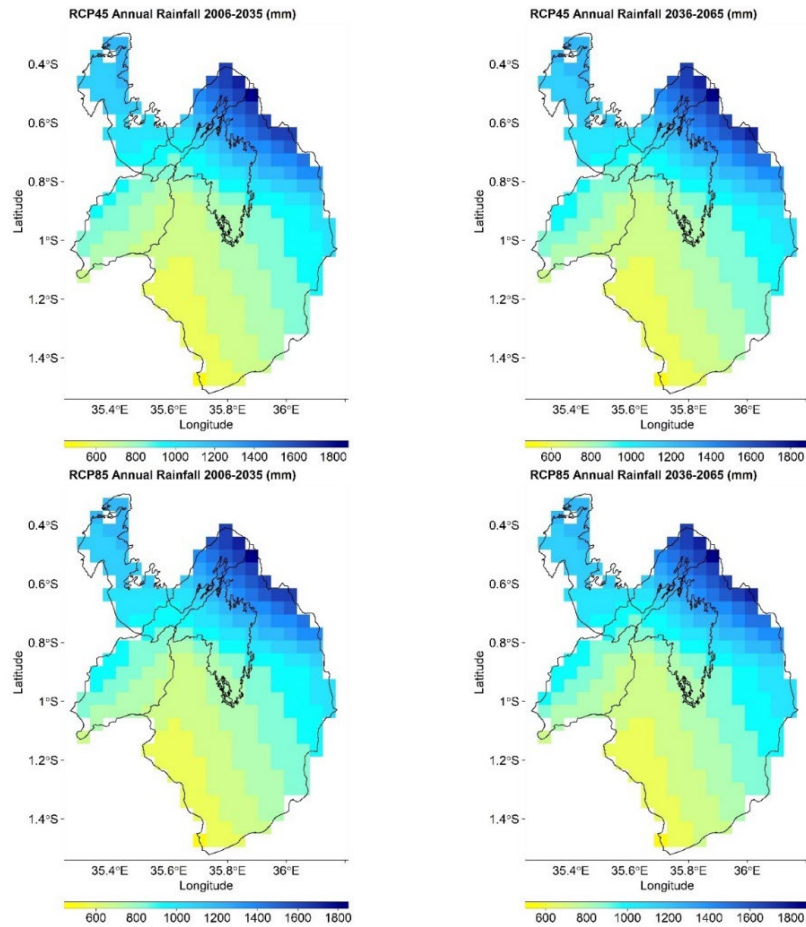 RCP45 Annual Rainfall 2006-2035 (mm)
0.4°S
0.6°S
0.8°S
1°S
1.2°S
1.4°S
Latitude
35.4°E 35.6°E 35.8°E 36°E
Longitude
600 800 1000 1200 1400 1600 1800
RCP45 Annual Rainfall 2036-2065 (mm)
0.4°S
0.6°S
0.8°S
1°S
1.2°S
1.4°S
Latitude
35.4°E 35.6°E 35.8°E 36°E
Longitude
600 800 1000 1200 1400 1600 1800
RCP85 Annual Rainfall 2006-2035 (mm)
0.4°S
0.6°S
0.8°S
1°S
1.2°S
1.4°S
Latitude
35.4°E 35.6°E 35.8°E 36°E
Longitude
600 800 1000 1200 1400 1600 1800
RCP85 Annual Rainfall 2036-2065 (mm)
0.4°S
0.6°S
0.8°S
1°S
1.2°S
1.4°S
Latitude
35.4°E 35.6°E 35.8°E 36°E
Longitude
600 800 1000 1200 1400 1600 1800